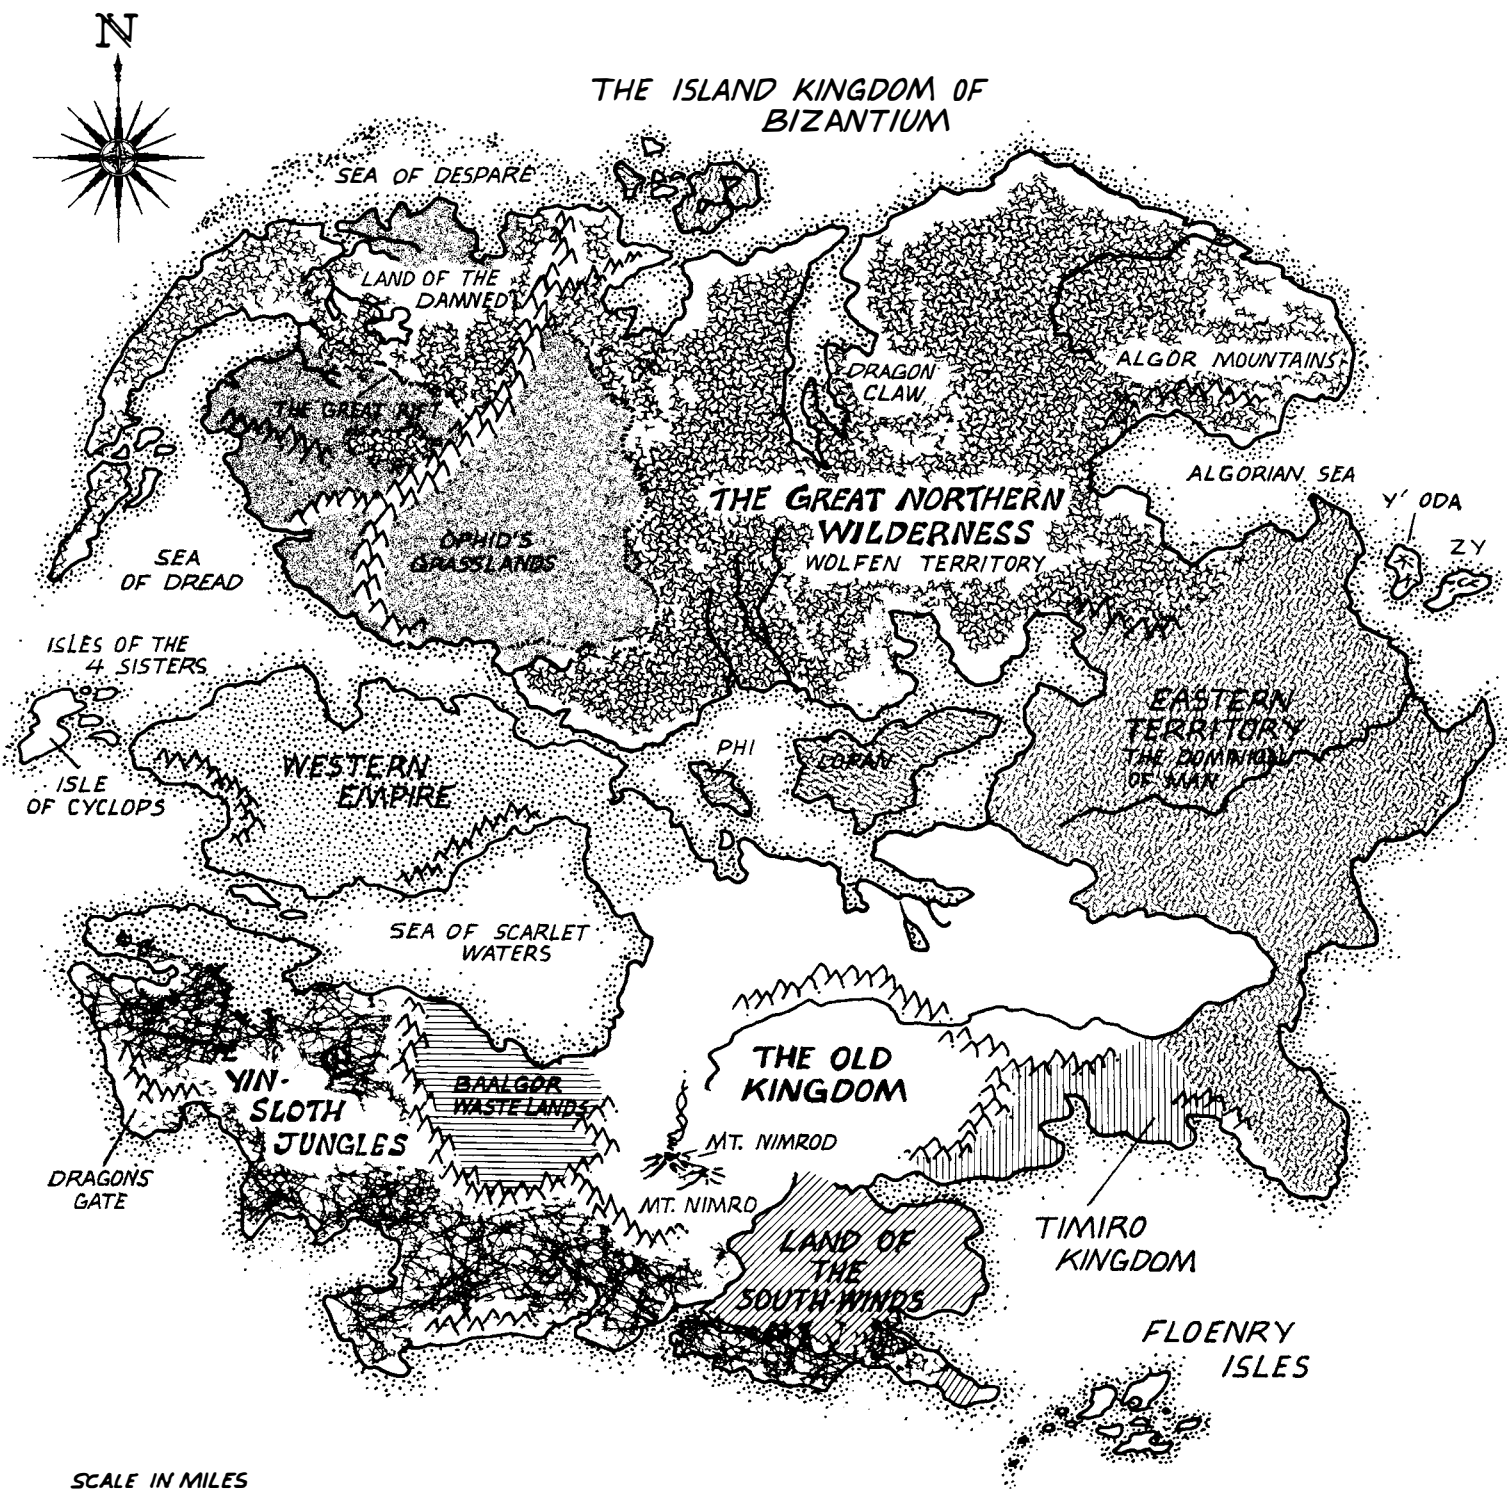 N
THE ISLAND KINGDOM OF
BIZANTIUM
SEA OF DESPARE
LAND OF THE
DAMNED
THE GREAT RIFT
DRAGON
CLAW
ALGOR MOUNTAINS
ALGORIAN SEA
Y' ODA
ZY
THE GREAT NORTHERN
WILDERNESS
WOLFEN TERRITORY
OPHID'S
GRASSLANDS
SEA
OF DREAD
ISLES OF THE
4 SISTERS
ISLE
OF CYCLOPS
WESTERN
EMPIRE
PHI
LOPAN
EASTERN
TERRITORY
THE DOMINION
OF MAN
SEA OF SCARLET
WATERS
YIN-
SLOTH
JUNGLES
BAALGOR
WASTELANDS
THE OLD
KINGDOM
MT. NIMROD
MT. NIMRO
DRAGONS
GATE
LAND OF
THE
SOUTH WINDS
TIMIRO
KINGDOM
FLOENRY
ISLES
SCALE IN MILES